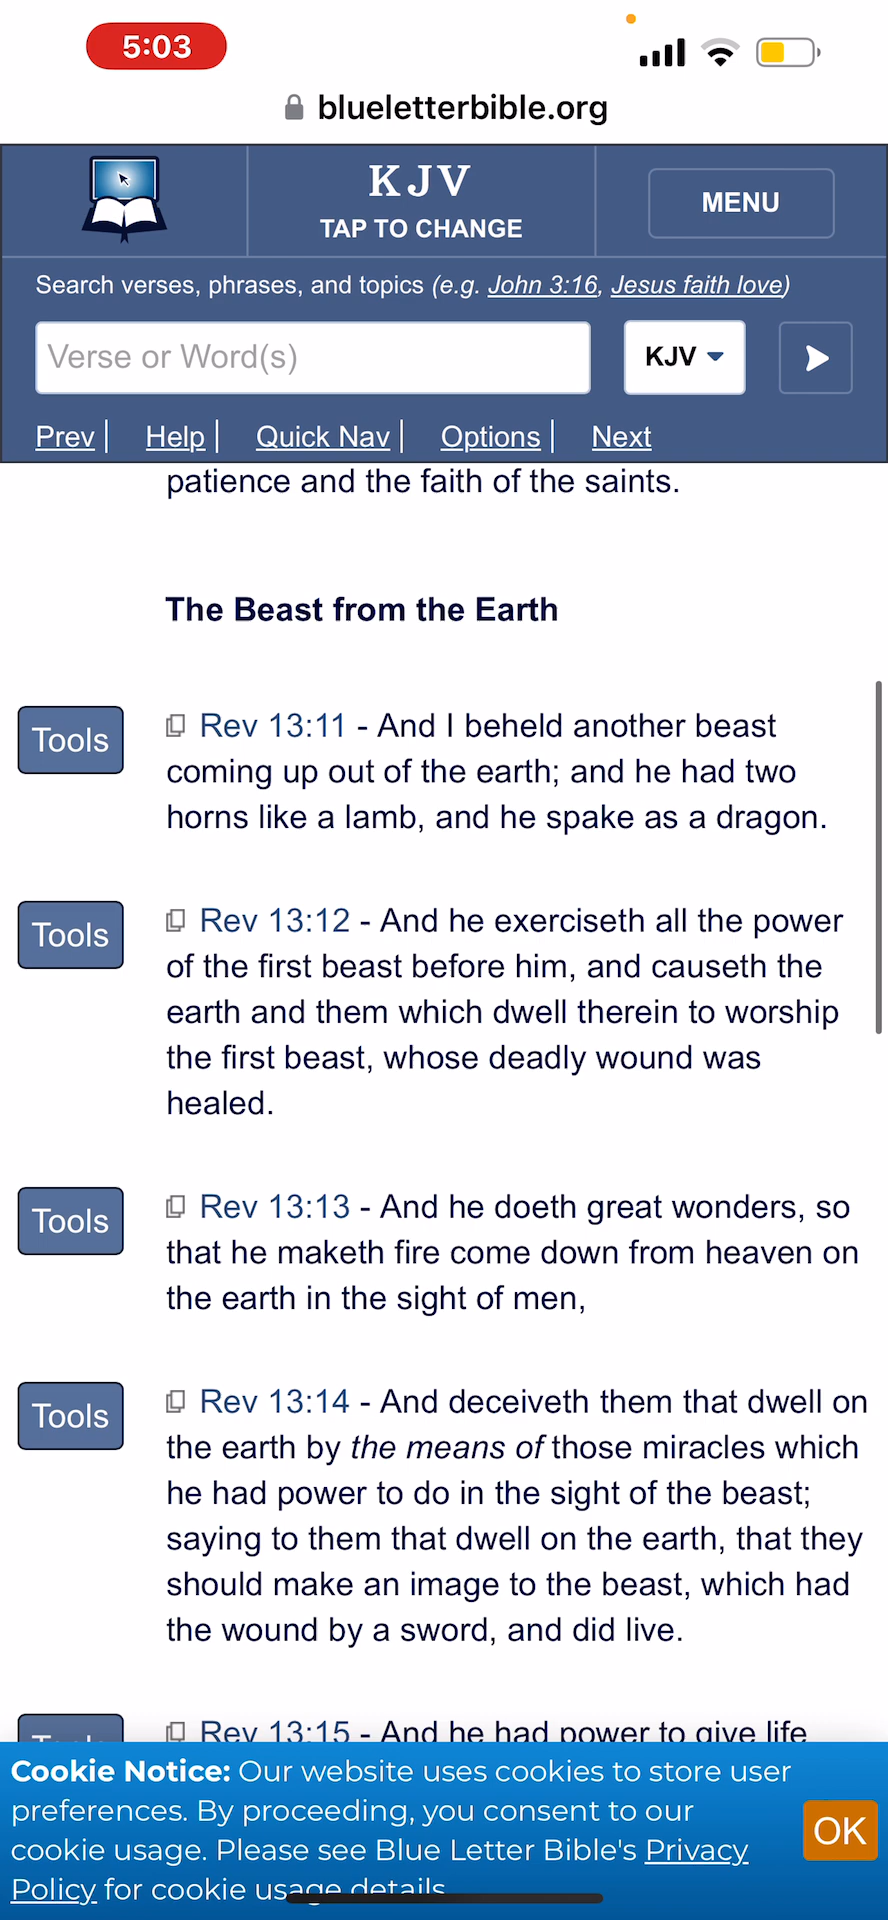 5:03
blueletterbible.org
KJV
TAP TO CHANGE
MENU
Search verses, phrases, and topics (e.g. John 3:16, Jesus faith love)
Verse or Word(s)
KJV
Prev | Help | Quick Nav | Options | Next
patience and the faith of the saints.
The Beast from the Earth
Tools
Rev 13:11 - And I beheld another beast
coming up out of the earth; and he had two
horns like a lamb, and he spake as a dragon.
Tools
Rev 13:12 - And he exerciseth all the power
of the first beast before him, and causeth the
earth and them which dwell therein to worship
the first beast, whose deadly wound was
healed.
Tools
Rev 13:13 - And he doeth great wonders, so
that he maketh fire come down from heaven on
the earth in the sight of men,
Tools
Rev 13:14 - And deceiveth them that dwell on
the earth by the means of those miracles which
he had power to do in the sight of the beast;
saying to them that dwell on the earth, that they
should make an image to the beast, which had
the wound by a sword, and did live.
Tools
Rev 13:15 - And he had power to give life
Cookie Notice: Our website uses cookies to store user
preferences. By proceeding, you consent to our
cookie usage. Please see Blue Letter Bible's Privacy
Policy for cookie usage details
OK